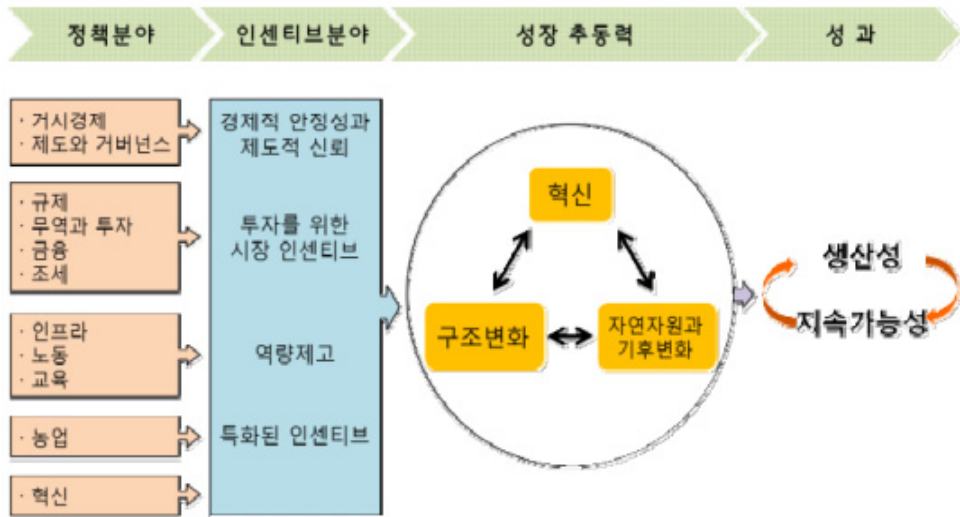 정책분야
인센티브분야
성장 추동력
성 과
· 거시경제
· 제도와 거버넌스
· 규제
· 무역과 투자
· 금융
· 조세
· 인프라
· 노동
· 교육
· 농업
· 혁신
경제적 안정성과
제도적 신뢰
투자를 위한
시장 인센티브
역량제고
특화된 인센티브
혁신
구조변화
자연자원과
기후변화
생산성
지속가능성